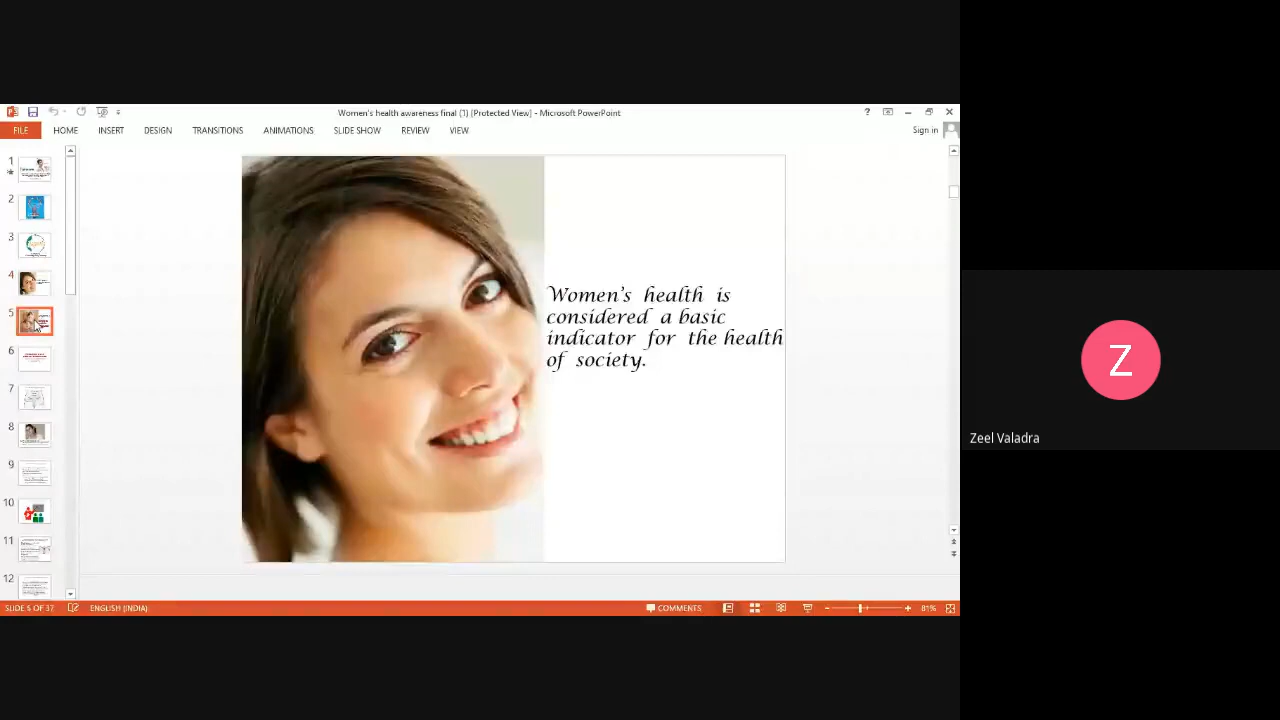 Women's health awareness final (1) [Protected View] - Microsoft PowerPoint
?
FILE HOME INSERT DESIGN TRANSITIONS ANIMATIONS SLIDE SHOW REVIEW VIEW
Sign in
1
2
3
4
5
6
7
8
9
10
11
12
Women's health is
considered a basic
indicator for the health
of society.
Z
Zeel Valadra
SLIDE 5 OF 37 ENGLISH (INDIA) COMMENTS 81%